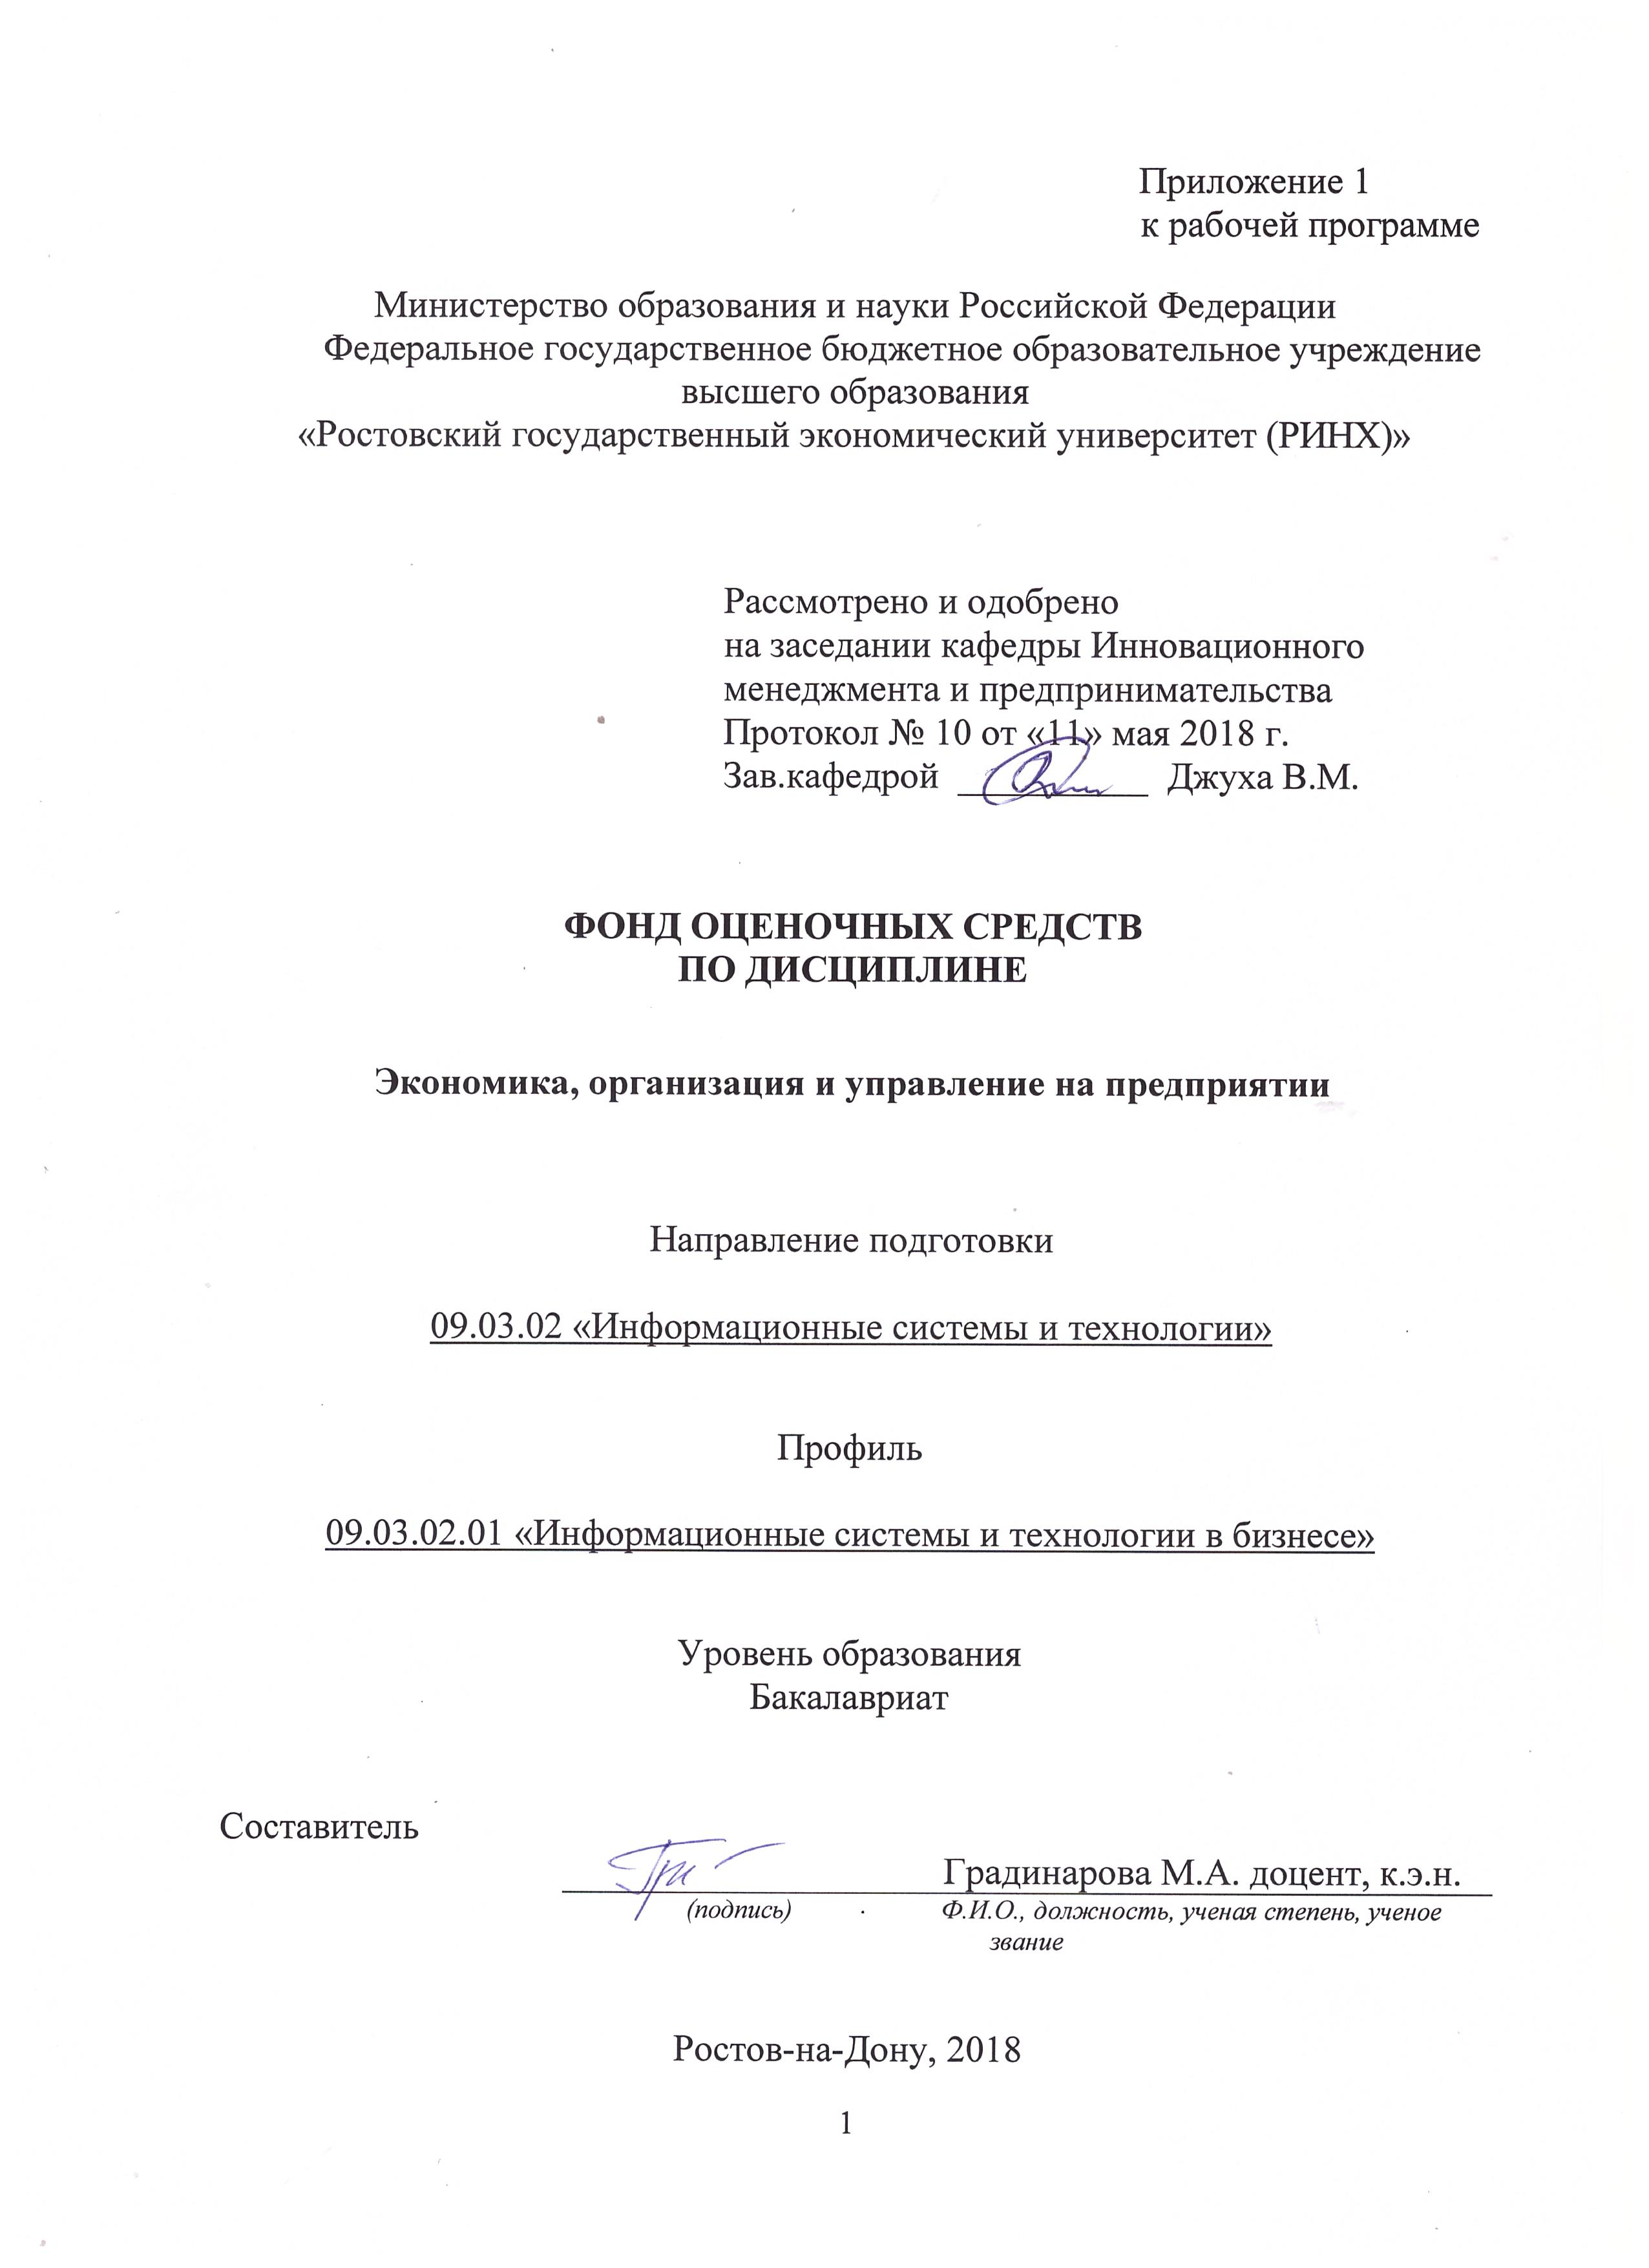 Приложение 1
к рабочей программе
Министерство образования и науки Российской Федерации
Федеральное государственное бюджетное образовательное учреждение
высшего образования
«Ростовский государственный экономический университет (РИНХ)»
Рассмотрено и одобрено
на заседании кафедры Инновационного
менеджмента и предпринимательства
Протокол № 10 от «11» мая 2018 г.
Зав.кафедрой ___________ Джуха В.М.
ФОНД ОЦЕНОЧНЫХ СРЕДСТВ
ПО ДИСЦИПЛИНЕ
Экономика, организация и управление на предприятии
Направление подготовки
09.03.02 «Информационные системы и технологии»
Профиль
09.03.02.01 «Информационные системы и технологии в бизнесе»
Уровень образования
Бакалавриат
Составитель
Градинарова М.А. доцент, к.э.н.
(подпись) Ф.И.О., должность, ученая степень, ученое
звание
Ростов-на-Дону, 2018
1